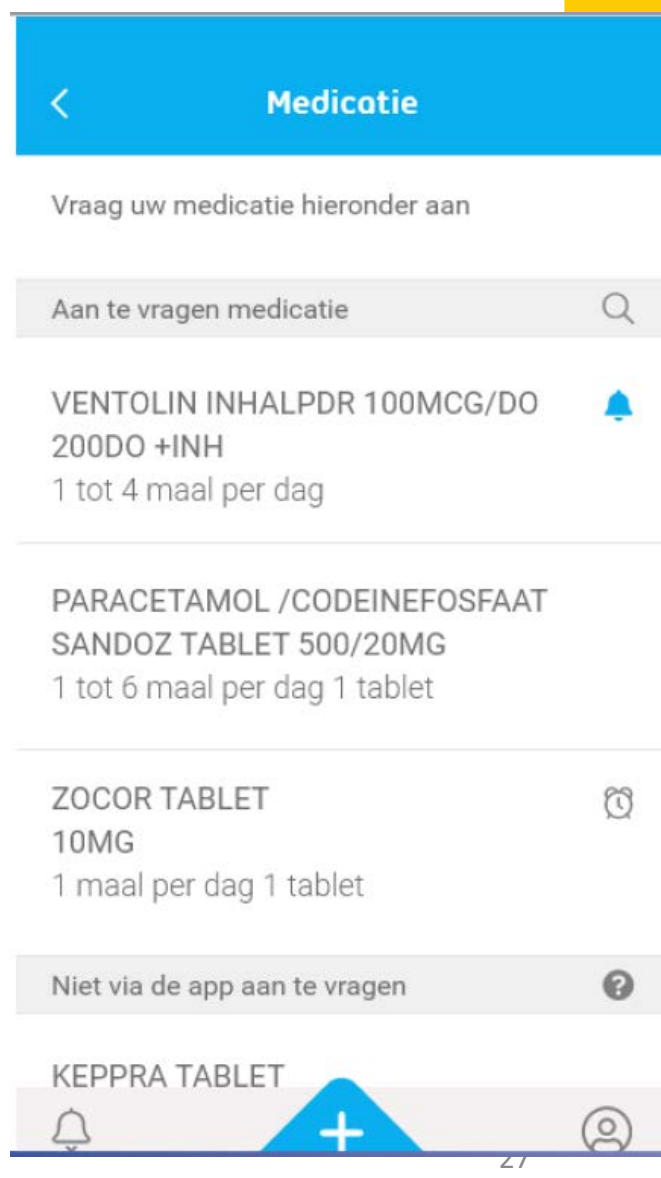 Medicatie
Vraag uw medicatie hieronder aan
Aan te vragen medicatie
VENTOLIN INHALPDR 100MCG/DO
200DO +INH
1 tot 4 maal per dag
PARACETAMOL /CODEINEFOSFAAT
SANDOZ TABLET 500/20MG
1 tot 6 maal per dag 1 tablet
ZOCOR TABLET
10MG
1 maal per dag 1 tablet
Niet via de app aan te vragen
KEPPRA TABLET
27